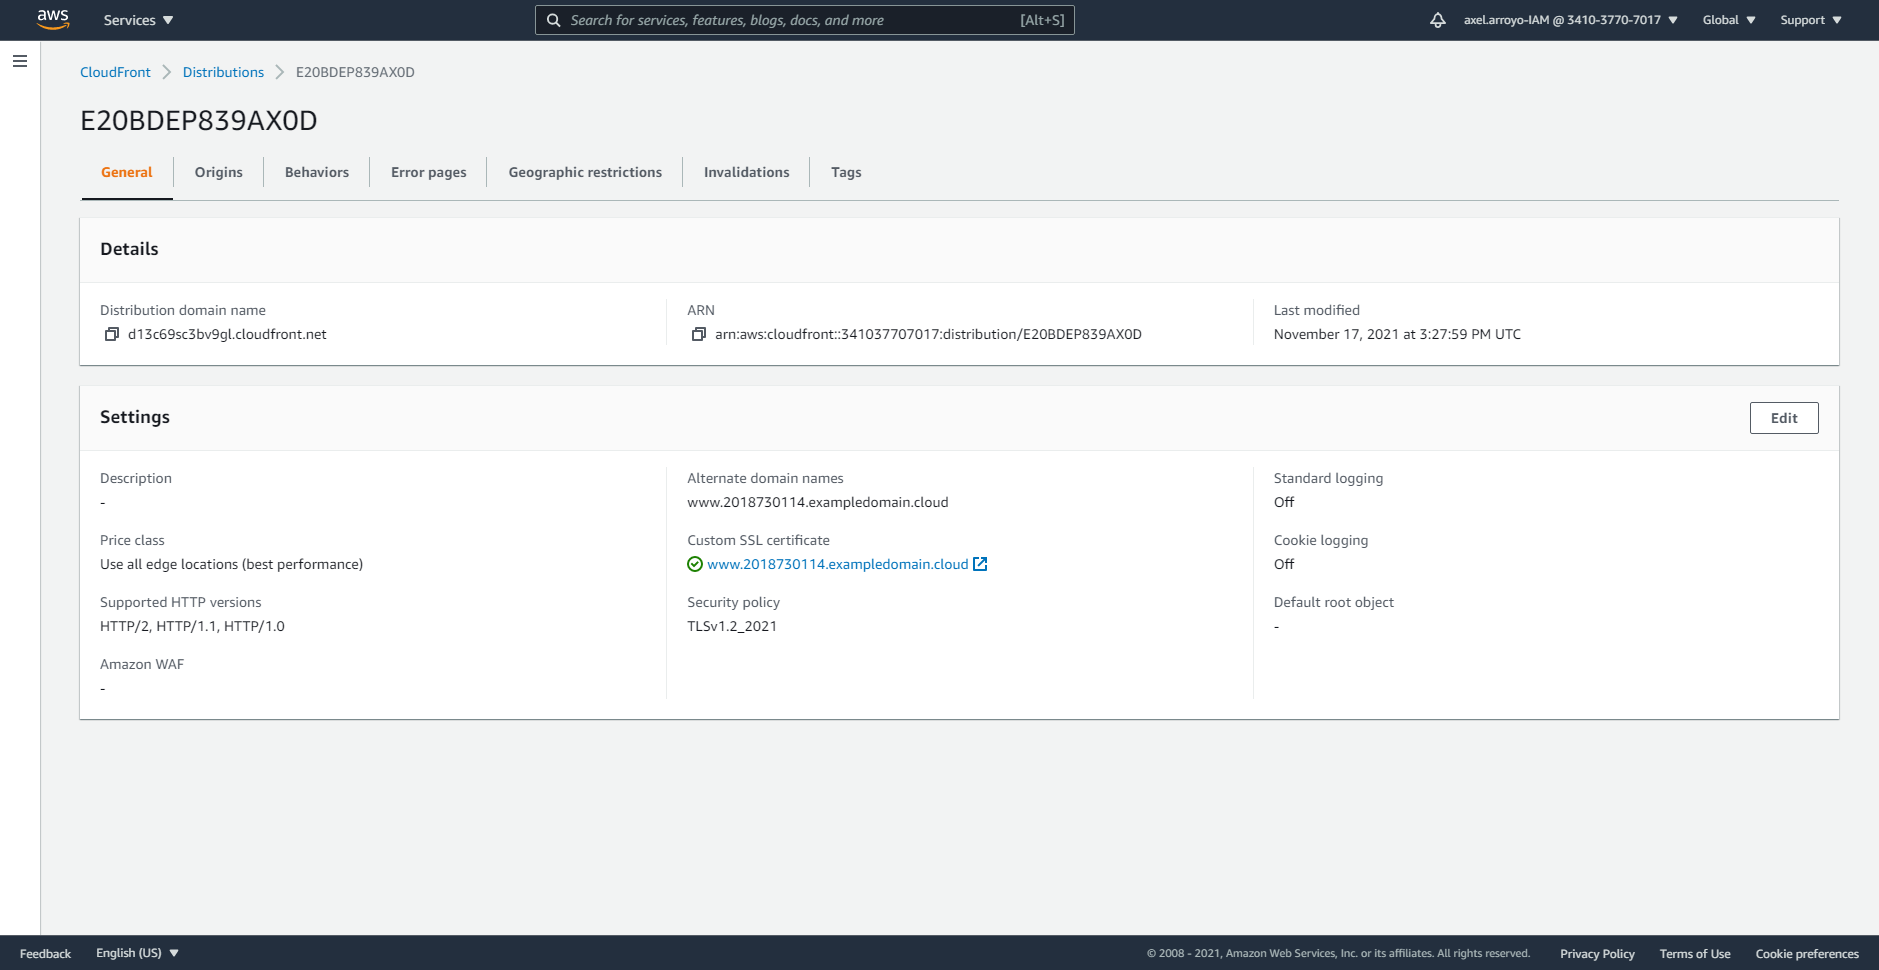 aws Services Search for services, features, blogs, docs, and more [Alt+S] axel.arroyo-IAM @ 3410-3770-7017 Global Support
CloudFront Distributions E20BDEP839AX0D
E20BDEP839AX0D
General Origins Behaviors Error pages Geographic restrictions Invalidations Tags
Details
Distribution domain name ARN Last modified
d13c69sc3bv9gl.cloudfront.net arn:aws:cloudfront::341037707017:distribution/E20BDEP839AX0D November 17, 2021 at 3:27:59 PM UTC
Settings Edit
Description Alternate domain names Standard logging
- www.2018730114.exampledomain.cloud Off
Price class Custom SSL certificate Cookie logging
Use all edge locations (best performance) www.2018730114.exampledomain.cloud Off
Supported HTTP versions Security policy Default root object
HTTP/2, HTTP/1.1, HTTP/1.0 TLSv1.2_2021 -
Amazon WAF
-
Feedback English (US) © 2008 - 2021, Amazon Web Services, Inc. or its affiliates. All rights reserved. Privacy Policy Terms of Use Cookie preferences